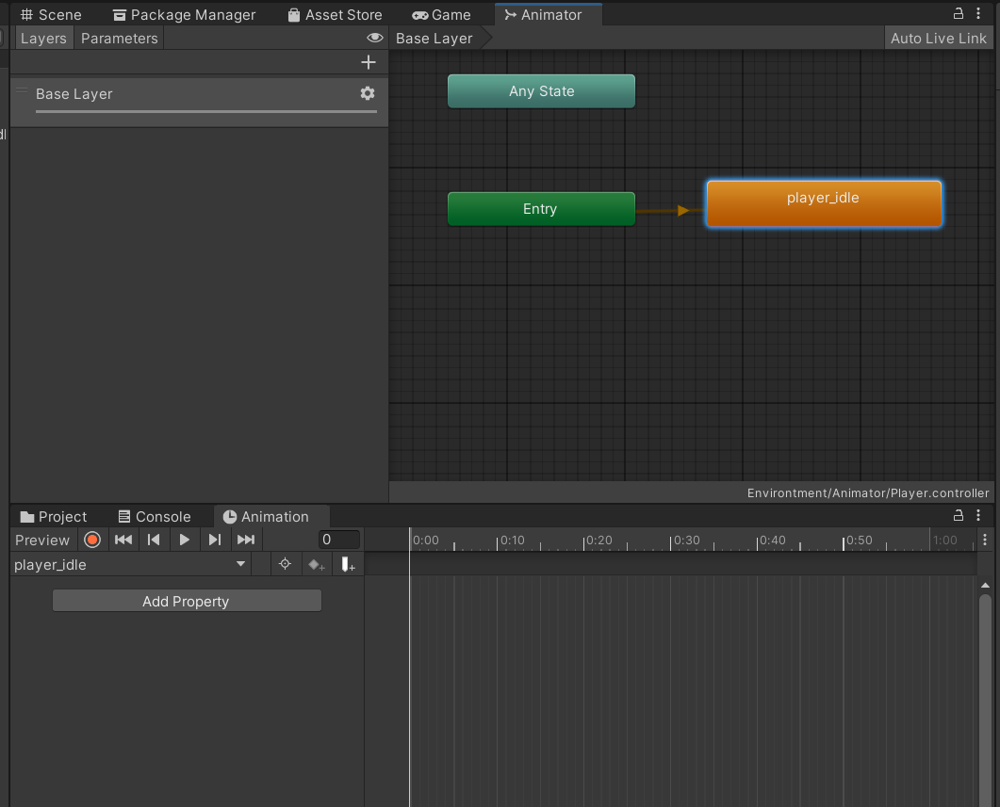 Scene Package Manager Asset Store Game Animator
Layers Parameters Base Layer Auto Live Link
Base Layer
Any State
Entry
player_idle
Environtment/Animator/Player.controller
Project Console Animation
Preview 0 0:00 0:10 0:20 0:30 0:40 0:50 1:00
player_idle
Add Property